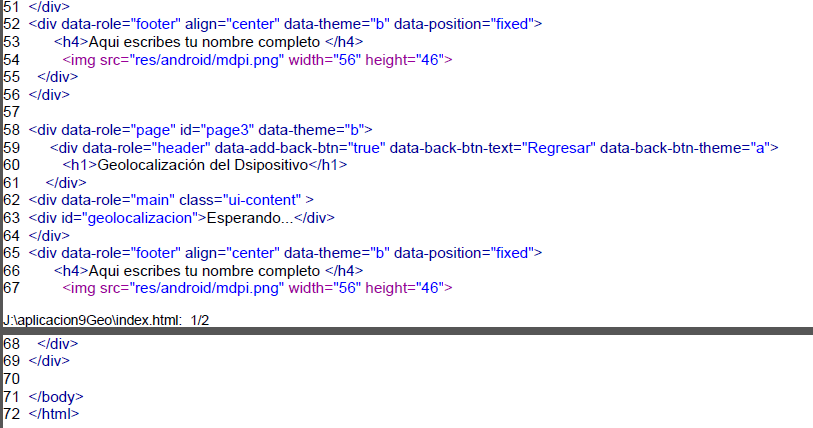 51 </div>
52 <div data-role="footer" align="center" data-theme="b" data-position="fixed">
53 <h4>Aqui escribes tu nombre completo </h4>
54 <img src="res/android/mdpi.png" width="56" height="46">
55 </div>
56 </div>
57
58 <div data-role="page" id="page3" data-theme="b">
59 <div data-role="header" data-add-back-btn="true" data-back-btn-text="Regresar" data-back-btn-theme="a">
60 <h1>Geolocalización del Dsipositivo</h1>
61 </div>
62 <div data-role="main" class="ui-content" >
63 <div id="geolocalizacion">Esperando...</div>
64 </div>
65 <div data-role="footer" align="center" data-theme="b" data-position="fixed">
66 <h4>Aqui escribes tu nombre completo </h4>
67 <img src="res/android/mdpi.png" width="56" height="46">
J:\aplicacion9Geo\index.html: 1/2
68 </div>
69 </div>
70
71 </body>
72 </html>